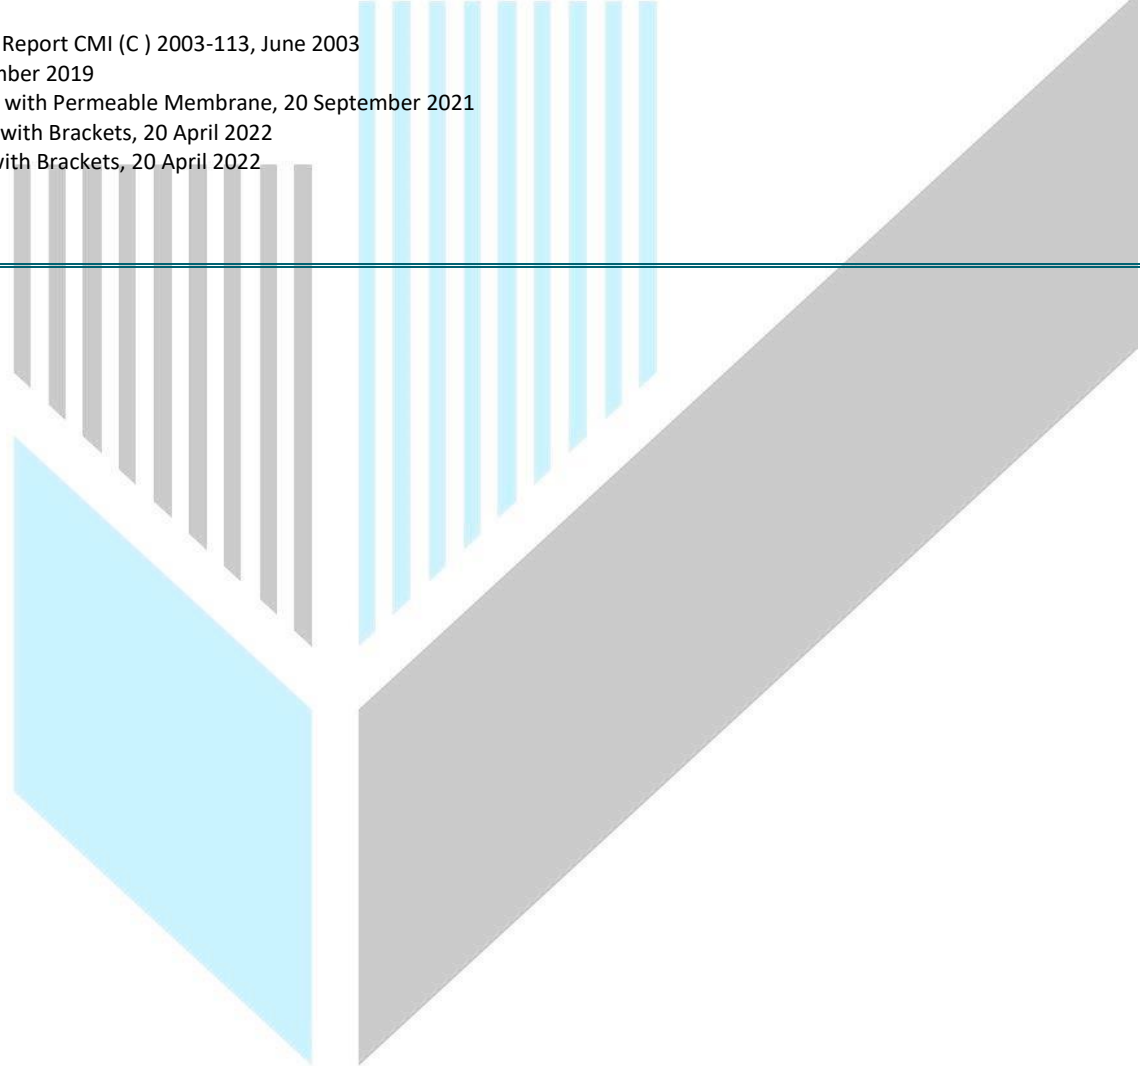 Report CMI (C ) 2003-113, June 2003
mber 2019
with Permeable Membrane, 20 September 2021
with Brackets, 20 April 2022
with Brackets, 20 April 2022